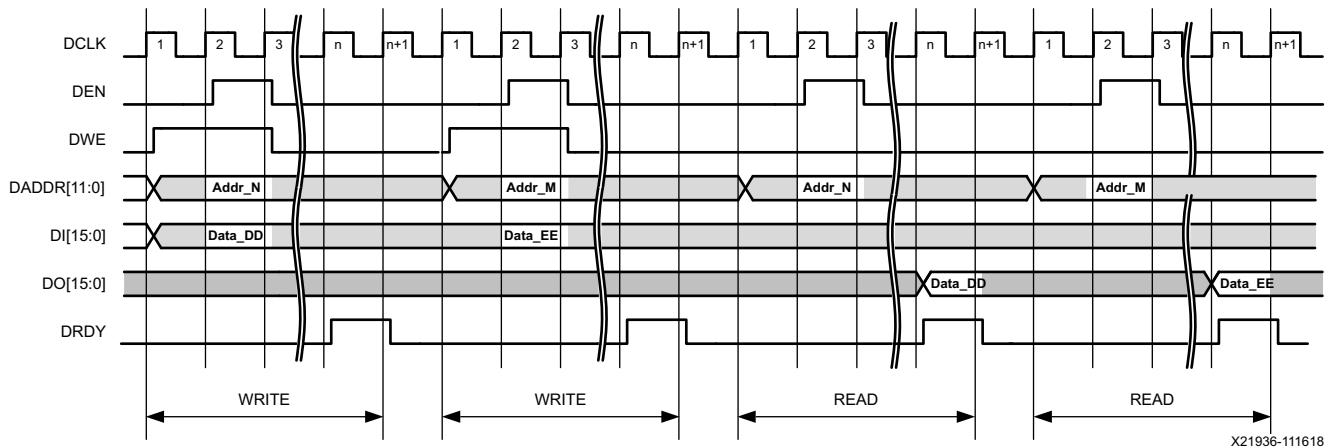 DCLK 1 2 3 n n+1 1 2 3 n n+1 1 2 3 n n+1 1 2 3 n n+1
DEN
DWE
DADDR[11:0] Addr_N Addr_M Addr_N Addr_M
DI[15:0] Data_DD Data_EE
DO[15:0] Data_DD Data_EE
DRDY
WRITE WRITE READ READ
X21936-111618